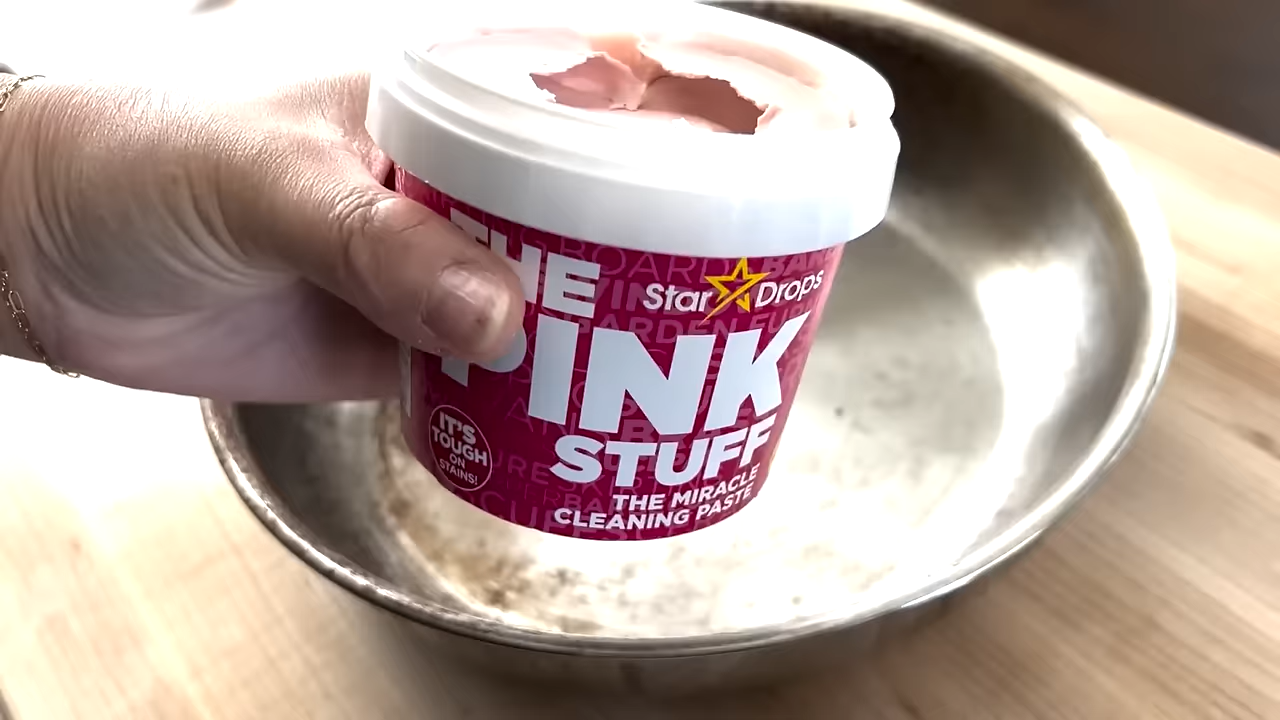 THE
Star Drops
PINK
STUFF
THE MIRACLE
CLEANING PASTE
IT'S
TOUGH
ON
STAINS!